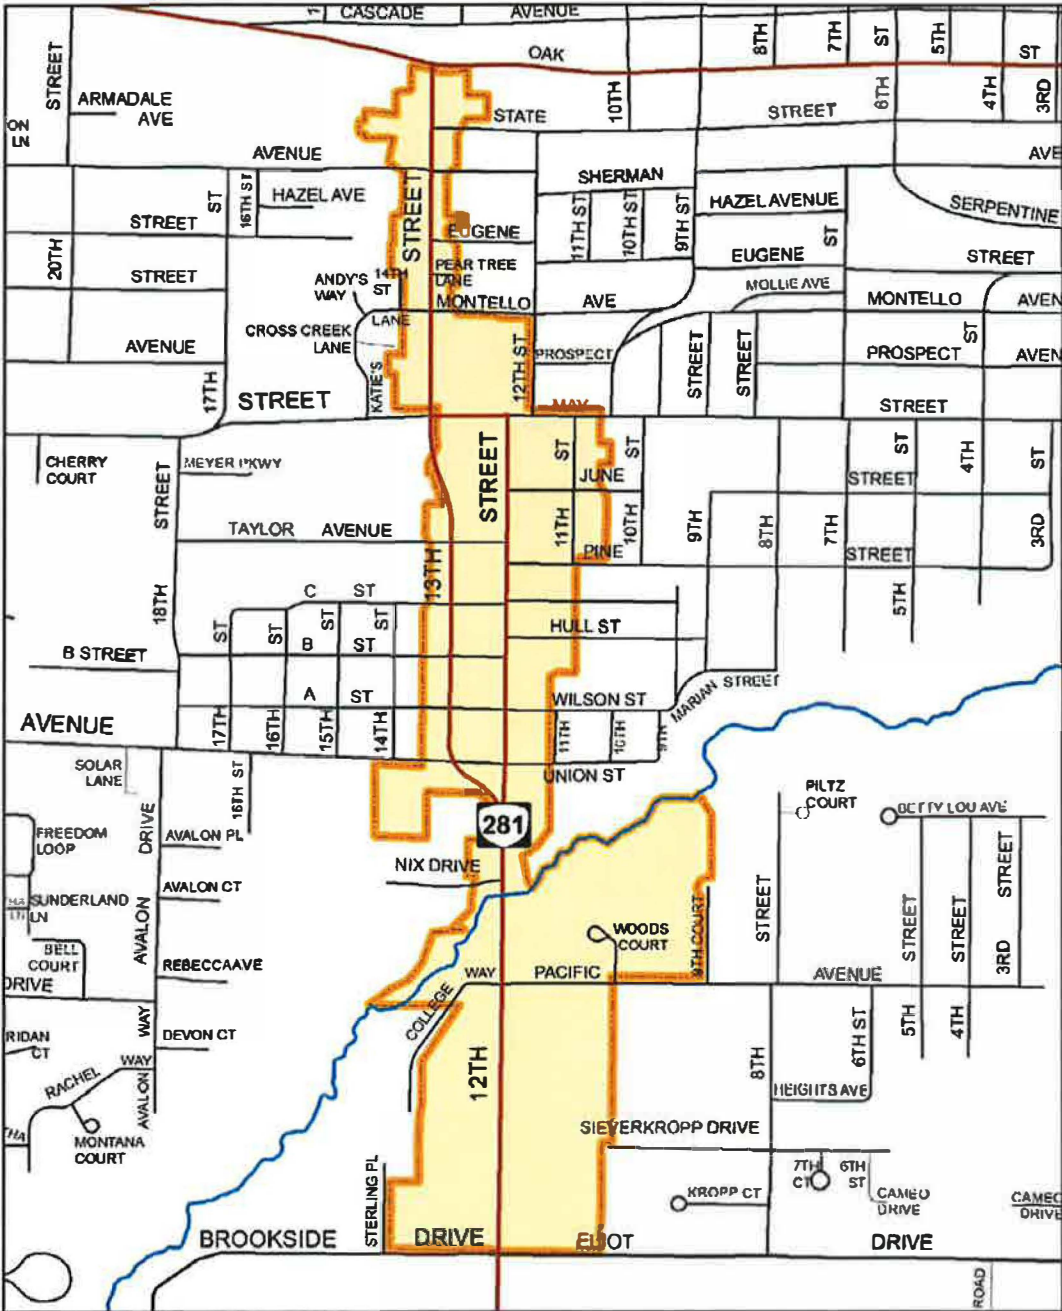 CASCADE AVENUE
OAK
8TH
7TH
ST
5TH
ST
STREET
ARMADALE
AVE
ON
LN
STATE
10TH
STREET
6TH
4TH
3RD
AVENUE
AVE
SHERMAN
ST
16TH ST
HAZEL AVE
STREET
11TH ST
10TH ST
9TH ST
HAZEL AVENUE
SERPENTINE
STREET
EUGENE
EUGENE
ST
STREET
20TH
STREET
ANDY'S
WAY
14TH
ST
PEAR TREE
LANE
MOLLIE AVE
MONTELLO
AVE
MONTELLO
AVEN
LANE
CROSS CREEK
LANE
AVENUE
12TH ST
PROSPECT
STREET
STREET
PROSPECT
ST
AVEN
17TH
KATIE'S
STREET
MAY
STREET
CHERRY
COURT
STREET
MEYER PKWY
STREET
ST
JUNE
ST
ST
4TH
ST
STREET
TAYLOR AVENUE
11TH
10TH
PINE
9TH
8TH
7TH
STREET
3RD
13TH
18TH
C ST
5TH
ST
ST
ST
ST
B ST
HULL ST
B STREET
A ST
WILSON ST
MARIAN STREET
AVENUE
17TH
16TH
15TH
14TH
11TH
10TH
9TH
UNION ST
SOLAR
LANE
16TH ST
PILTZ
COURT
BETTY LOU AVE
281
FREEDOM
LOOP
DRIVE
AVALON PL
NIX DRIVE
STREET
AVALON CT
SUNDERLAND
LN
HA
LN
AVALON
WOODS
COURT
9TH COURT
STREET
STREET
STREET
3RD
BELL
COURT
REBECCA AVE
DRIVE
WAY
PACIFIC
AVENUE
COLLEGE
WAY
DEVON CT
RIDAN
CT
5TH
4TH
6TH ST
RACHEL
WAY
AVALON
12TH
8TH
HEIGHTS AVE
THA
MONTANA
COURT
SIEVERKROPP DRIVE
STERLING PL
7TH
CT
6TH
ST
KROPP CT
CAMEO
DRIVE
CAMEO
DRIVE
BROOKSIDE
DRIVE
ELIOT
DRIVE
ROAD